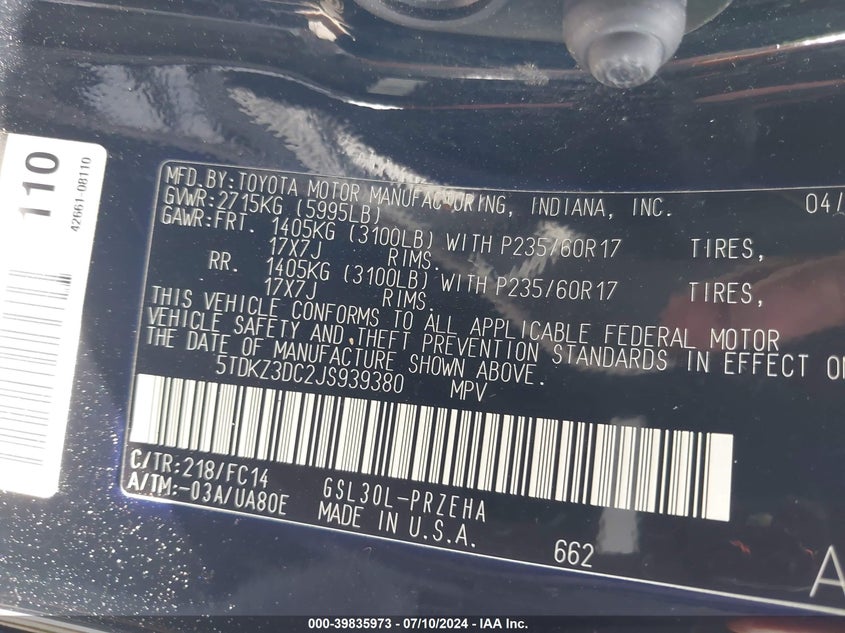 110
42661-08110
MFD.BY:TOYOTA MOTOR MANUFACTURING, INDIANA, INC. 04/
GVWR:2715KG (5995LB)
GAWR:FRT. 1405KG (3100LB) WITH P235/60R17 TIRES,
17X7J RIMS.
RR. 1405KG (3100LB) WITH P235/60R17 TIRES,
17X7J RIMS.
THIS VEHICLE CONFORMS TO ALL APPLICABLE FEDERAL MOTOR
VEHICLE SAFETY AND THEFT PREVENTION STANDARDS IN EFFECT
THE DATE OF MANUFACTURE SHOWN ABOVE.
5TDKZ3DC2JS939380 MPV
C/TR:218/FC14
A/TM:-03A/UA80E GSL30L-PRZEHA
MADE IN U.S.A. 662
A
000-39835973 - 07/10/2024 - IAA Inc.